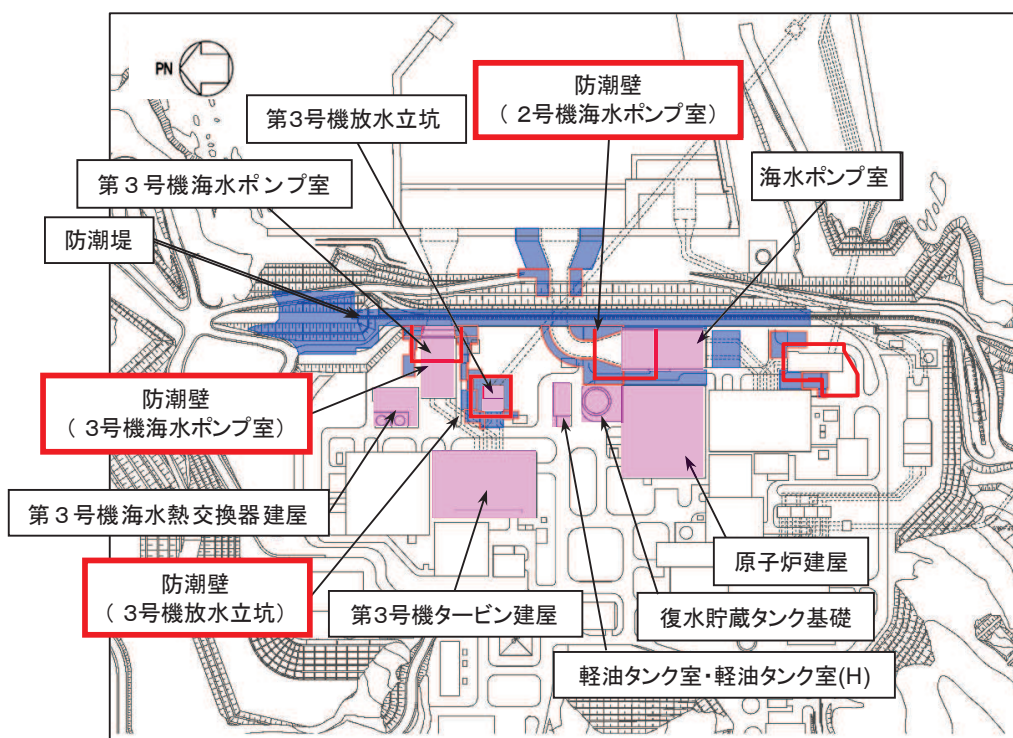 PN
防潮壁
( 2号機海水ポンプ室)
第3号機放水立坑
第3号機海水ポンプ室
海水ポンプ室
防潮堤
防潮壁
( 3号機海水ポンプ室)
第3号機海水熱交換器建屋
防潮壁
( 3号機放水立坑)
第3号機タービン建屋
原子炉建屋
復水貯蔵タンク基礎
軽油タンク室・軽油タンク室(H)